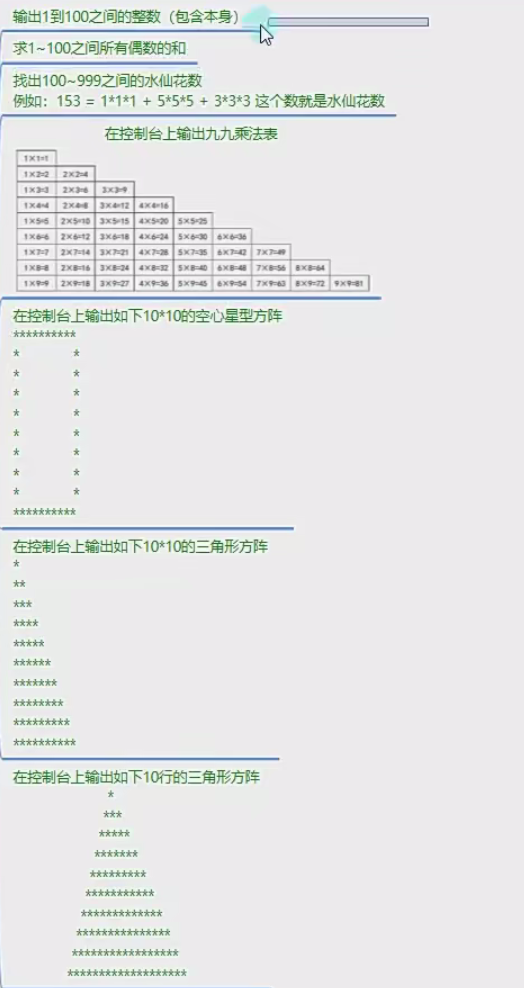 输出1到100之间的整数（包含本身）
求1~100之间所有偶数的和
找出100~999之间的水仙花数
例如：153 = 1*1*1 + 5*5*5 + 3*3*3 这个数就是水仙花数
在控制台上输出九九乘法表
1×1=1
1×2=2 2×2=4
1×3=3 2×3=6 3×3=9
1×4=4 2×4=8 3×4=12 4×4=16
1×5=5 2×5=10 3×5=15 4×5=20 5×5=25
1×6=6 2×6=12 3×6=18 4×6=24 5×6=30 6×6=36
1×7=7 2×7=14 3×7=21 4×7=28 5×7=35 6×7=42 7×7=49
1×8=8 2×8=16 3×8=24 4×8=32 5×8=40 6×8=48 7×8=56 8×8=64
1×9=9 2×9=18 3×9=27 4×9=36 5×9=45 6×9=54 7×9=63 8×9=72 9×9=81
在控制台上输出如下10*10的空心星型方阵
**********
*        *
*        *
*        *
*        *
*        *
*        *
*        *
*        *
**********
在控制台上输出如下10*10的三角形方阵
*
**
***
****
*****
******
*******
********
*********
**********
在控制台上输出如下10行的三角形方阵
*
***
*****
*******
*********
***********
*************
***************
*****************
*******************